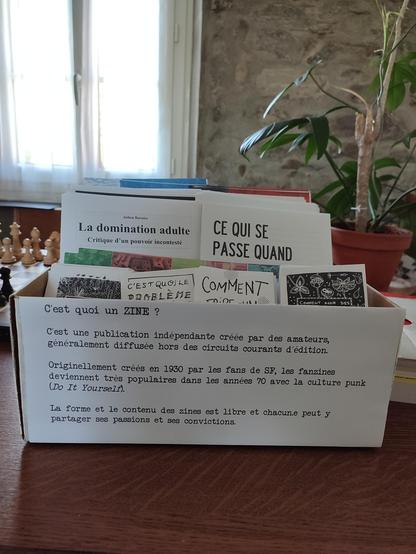 La domination adulte
Critique d'un pouvoir incontesté
CE QUI SE
PASSE QUAND
C'EST QUOI LE
PROBLÈME
COMMENT
C'est quoi un ZINE ?
C'est une publication indépendante créée par des amateurs,
généralement diffusée hors des circuits courants d'édition.
Originellement créés en 1930 par les fans de SF, les fanzines
deviennent très populaires dans les années 70 avec la culture punk
(Do It Yourself).
La forme et le contenu des zines est libre et chacune peut y
partager ses passions et ses convictions.